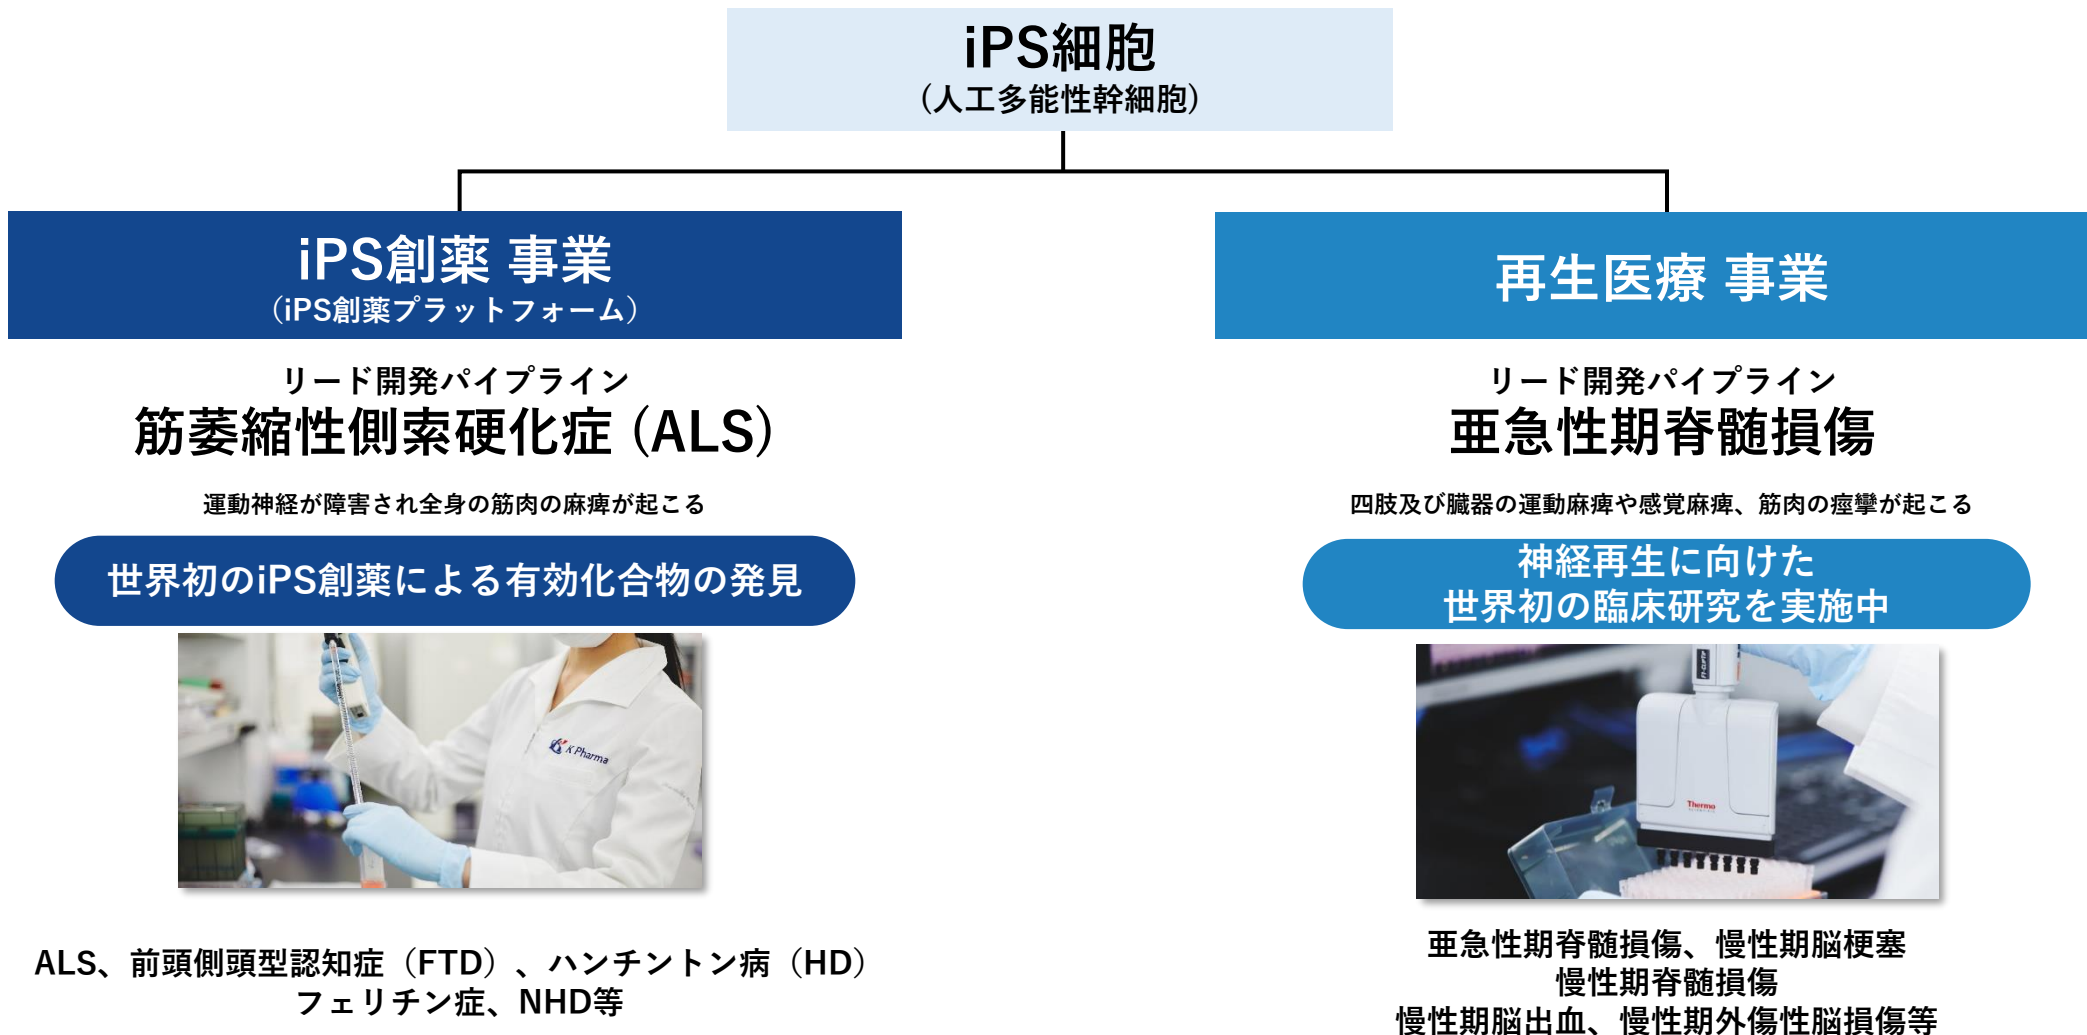 iPS細胞
（人工多能性幹細胞）
iPS創薬 事業
（iPS創薬プラットフォーム）
リード開発パイプライン
筋萎縮性側索硬化症 (ALS)
運動神経が障害され全身の筋肉の麻痺が起こる
世界初のiPS創薬による有効化合物の発見
K Pharma
ALS、前頭側頭型認知症（FTD）、ハンチントン病（HD）
フェリチン症、NHD等
再生医療 事業
リード開発パイプライン
亜急性期脊髄損傷
四肢及び臓器の運動麻痺や感覚麻痺、筋肉の痙攣が起こる
神経再生に向けた
世界初の臨床研究を実施中
Thermo
SCIENTIFIC
亜急性期脊髄損傷、慢性期脳梗塞
慢性期脊髄損傷
慢性期脳出血、慢性期外傷性脳損傷等